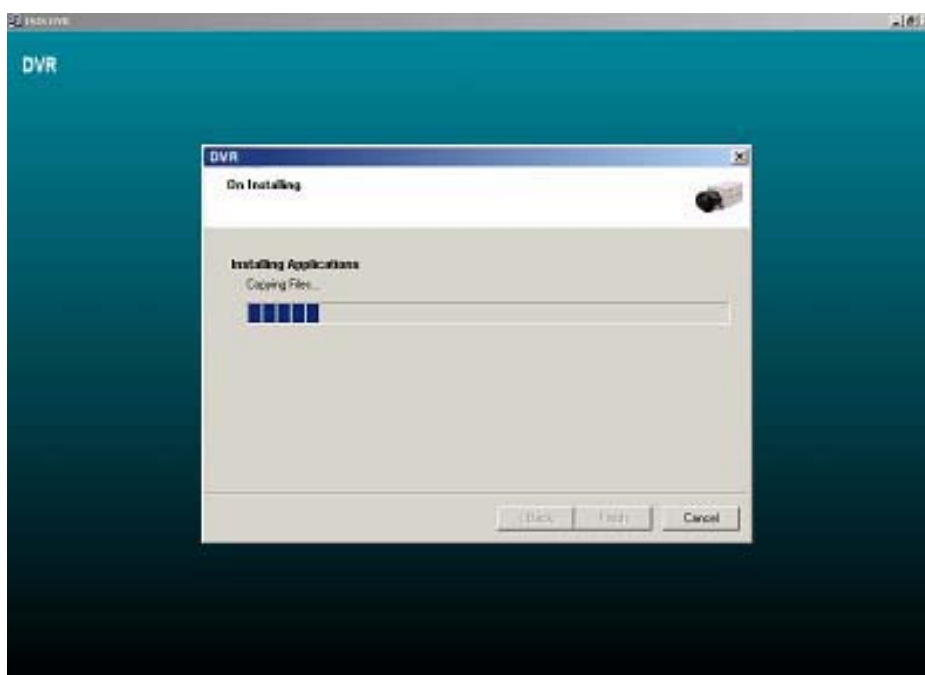 DVR
DVR
On Installing
Installing Applications
Copying Files...
Cancel